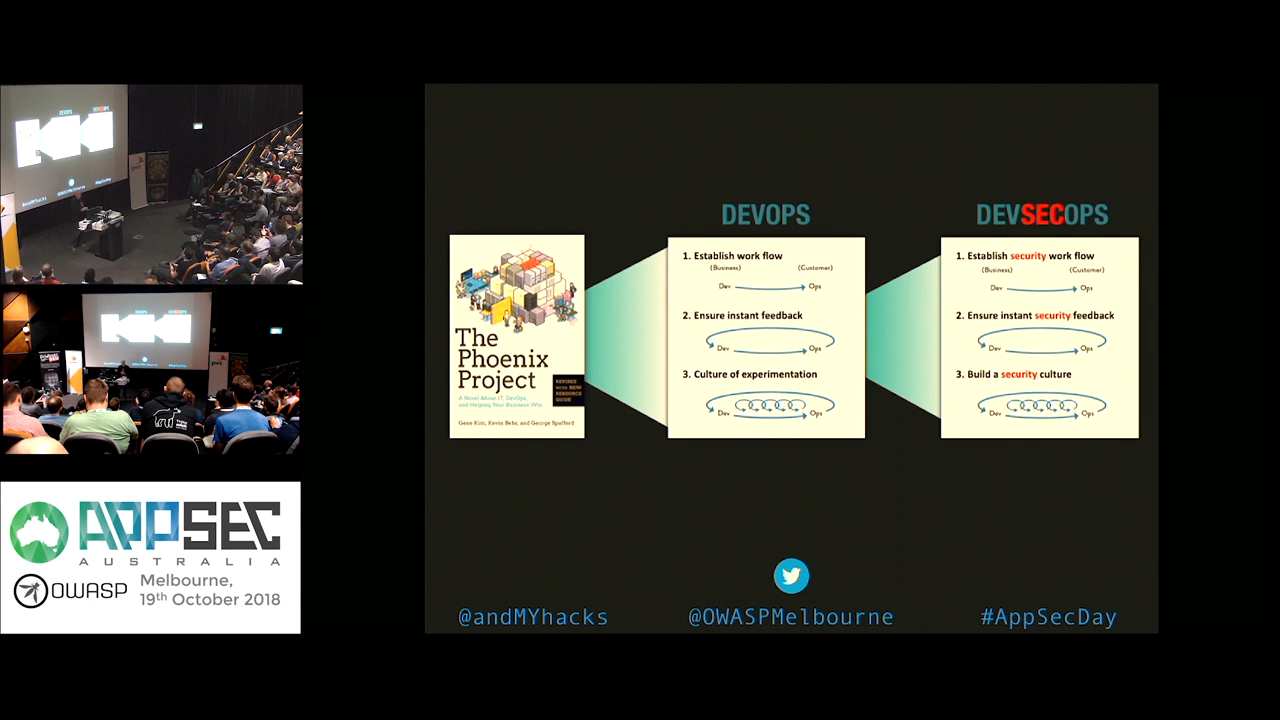 APPSEC
AUSTRALIA
OWASP
Melbourne,
19th October 2018
DEVOPS
DEVSECOPS
The
Phoenix
Project
A Novel About IT, DevOps,
and Helping Your Business Win
REVISED
WITH NEW
RESOURCE
GUIDE
Gene Kim, Kevin Behr, and George Spafford
1. Establish work flow
(Business) (Customer)
Dev Ops
2. Ensure instant feedback
Dev Ops
3. Culture of experimentation
Dev Ops
1. Establish security work flow
(Business) (Customer)
Dev Ops
2. Ensure instant security feedback
Dev Ops
3. Build a security culture
Dev Ops
@andMYhacks @OWASPMelbourne #AppSecDay